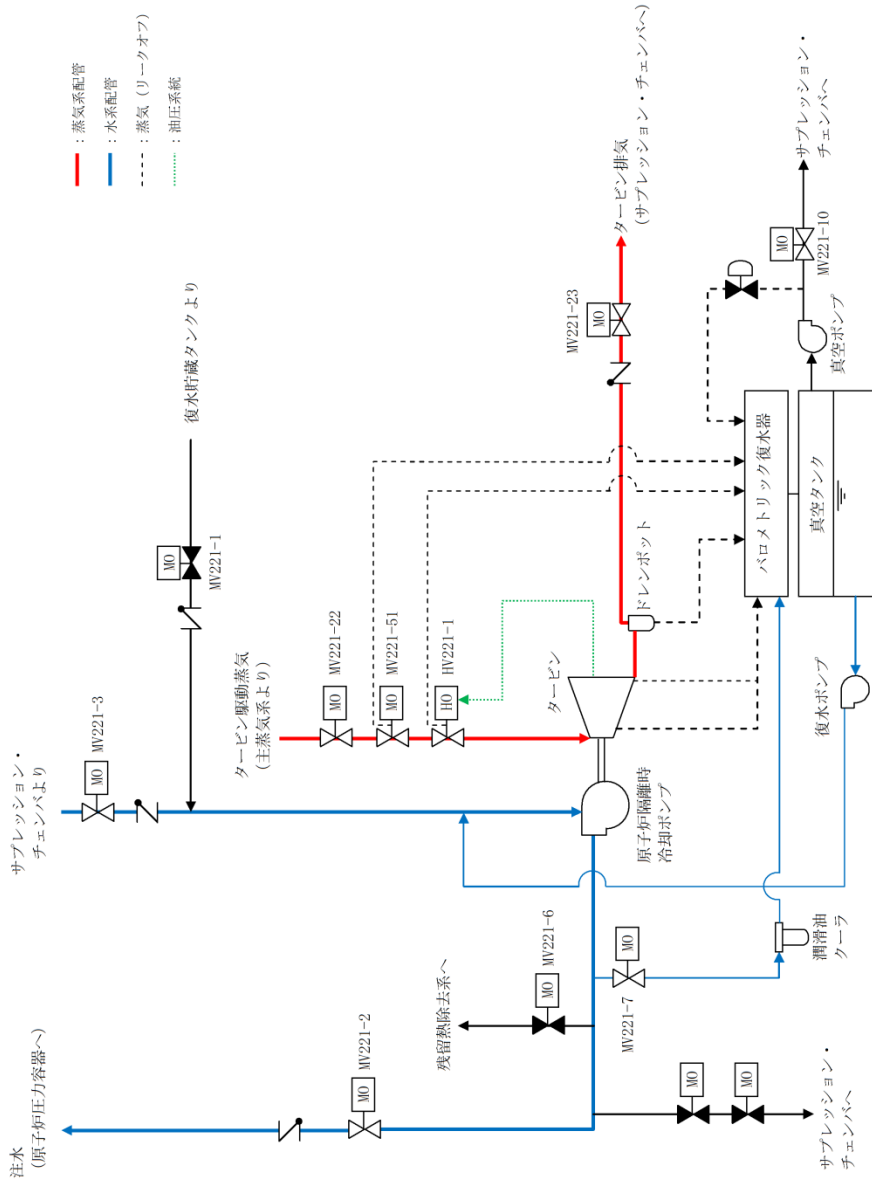 注水
(原子炉圧力容器へ)
サプレッション・
チェンバより
MO
MV221-3
復水貯蔵タンクより
MO
MV221-1
タービン駆動蒸気
(主蒸気系より)
MO
MV221-22
MO
MV221-51
HO
HV221-1
:蒸気系配管
:水系配管
:蒸気（リークオフ）
:油圧系統
MO
MV221-2
残留熱除去系へ
MO
MV221-6
MO
MV221-7
MO
MO
サプレッション・
チェンバへ
原子炉隔離時
冷却ポンプ
タービン
ドレンポット
MO
MV221-23
タービン排気
(サプレッション・チェンバへ)
潤滑油
クーラ
復水ポンプ
バロメトリック復水器
真空タンク
真空ポンプ
MO
MV221-10
サプレッション・
チェンバへ